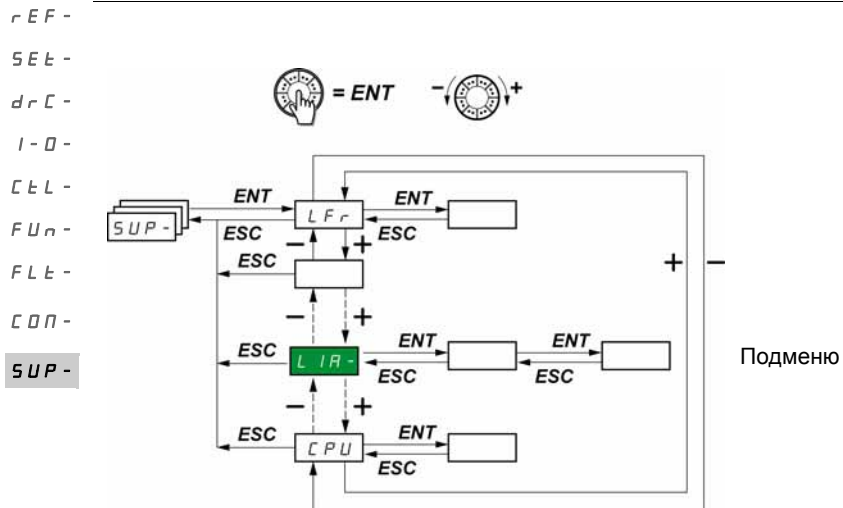 rEF-
SEt-
drC-
I-O-
CtL-
FUn-
FLt-
COn-
SUP-
= ENT
- +
SUP-
ENT
ESC
LFr
ENT
ESC
- +
ESC
+ -
- +
ESC
LIA-
ENT
ESC
ENT
ESC
Подменю
- +
ESC
CPU
ENT
ESC